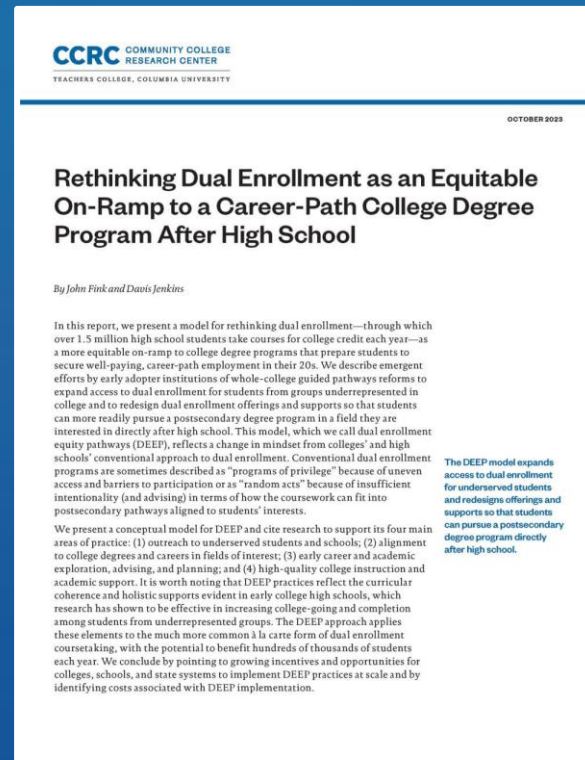 CCRC COMMUNITY COLLEGE
RESEARCH CENTER
TEACHERS COLLEGE, COLUMBIA UNIVERSITY
OCTOBER 2023
Rethinking Dual Enrollment as an Equitable
On-Ramp to a Career-Path College Degree
Program After High School
By John Fink and Davis Jenkins
In this report, we present a model for rethinking dual enrollment—through which
over 1.5 million high school students take courses for college credit each year—as
a more equitable on-ramp to college degree programs that prepare students to
secure well-paying, career-path employment in their 20s. We describe emergent
efforts by early adopter institutions of whole-college guided pathways reforms to
expand access to dual enrollment for students from groups underrepresented in
college and to redesign dual enrollment offerings and supports so that students
can more readily pursue a postsecondary degree program in a field they are
interested in directly after high school. This model, which we call dual enrollment
equity pathways (DEEP), reflects a change in mindset from colleges' and high
schools' conventional approach to dual enrollment. Conventional dual enrollment
programs are sometimes described as "programs of privilege" because of uneven
access and barriers to participation or as "random acts" because of insufficient
intentionality (and advising) in terms of how the coursework can fit into
postsecondary pathways aligned to students' interests.
The DEEP model expands
access to dual enrollment
for underserved students
and redesigns offerings and
supports so that students
can pursue a postsecondary
degree program directly
after high school.
We present a conceptual model for DEEP and cite research to support its four main
areas of practice: (1) outreach to underserved students and schools; (2) alignment
to college degrees and careers in fields of interest; (3) early career and academic
exploration, advising, and planning; and (4) high-quality college instruction and
academic support. It is worth noting that DEEP practices reflect the curricular
coherence and holistic supports evident in early college high schools, which
research has shown to be effective in increasing college-going and completion
among students from underrepresented groups. The DEEP approach applies
these elements to the much more common à la carte form of dual enrollment
coursetaking, with the potential to benefit hundreds of thousands of students
each year. We conclude by pointing to growing incentives and opportunities for
colleges, schools, and state systems to implement DEEP practices at scale and by
identifying costs associated with DEEP implementation.